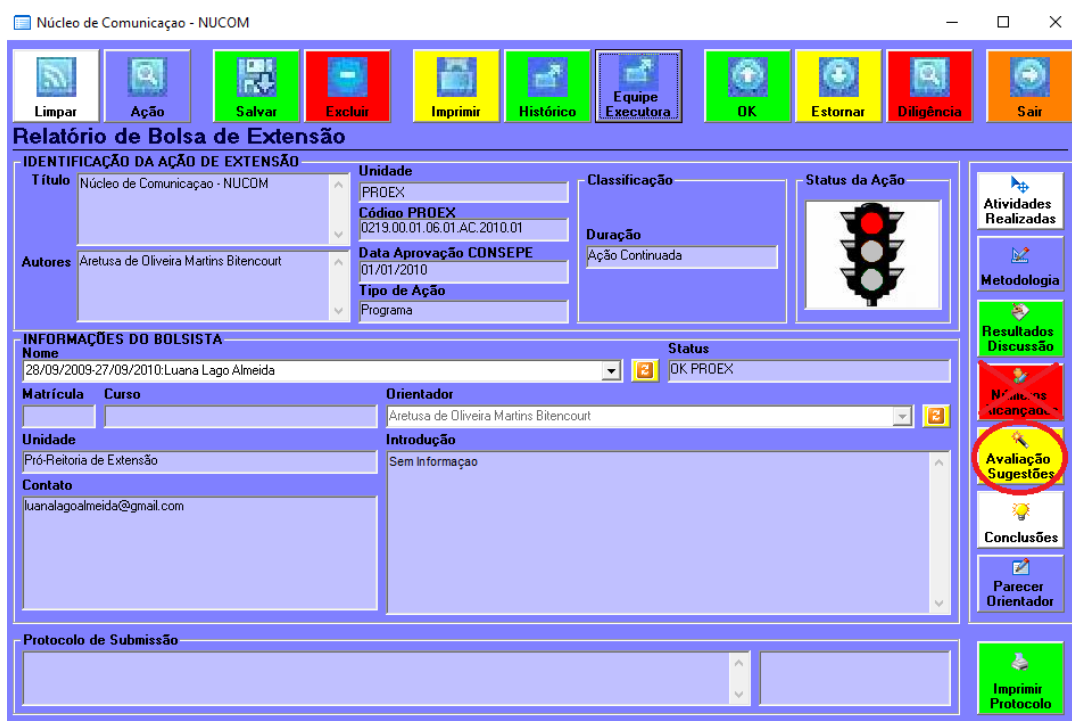 Núcleo de Comunicaçao - NUCOM
Limpar
Ação
Salvar
Excluir
Imprimir
Histórico
Equipe
Executora
OK
Estornar
Diligência
Sair
Relatório de Bolsa de Extensão
IDENTIFICAÇÃO DA AÇÃO DE EXTENSÃO
Título
Núcleo de Comunicaçao - NUCOM
Autores
Aretusa de Oliveira Martins Bitencourt
Unidade
PROEX
Código PROEX
0219.00.01.06.01.AC.2010.01
Data Aprovação CONSEPE
01/01/2010
Tipo de Ação
Programa
Classificação
Duração
Ação Continuada
Status da Ação
INFORMAÇÕES DO BOLSISTA
Nome
28/09/2009-27/09/2010:Luana Lago Almeida
Status
OK PROEX
Matrícula
Curso
Orientador
Aretusa de Oliveira Martins Bitencourt
Unidade
Pró-Reitoria de Extensão
Introdução
Sem Informaçao
Contato
luanalagoalmeida@gmail.com
Protocolo de Submissão
Atividades
Realizadas
Metodologia
Resultados
Discussão
Números
Alcançados
Avaliação
Sugestões
Conclusões
Parecer
Orientador
Imprimir
Protocolo